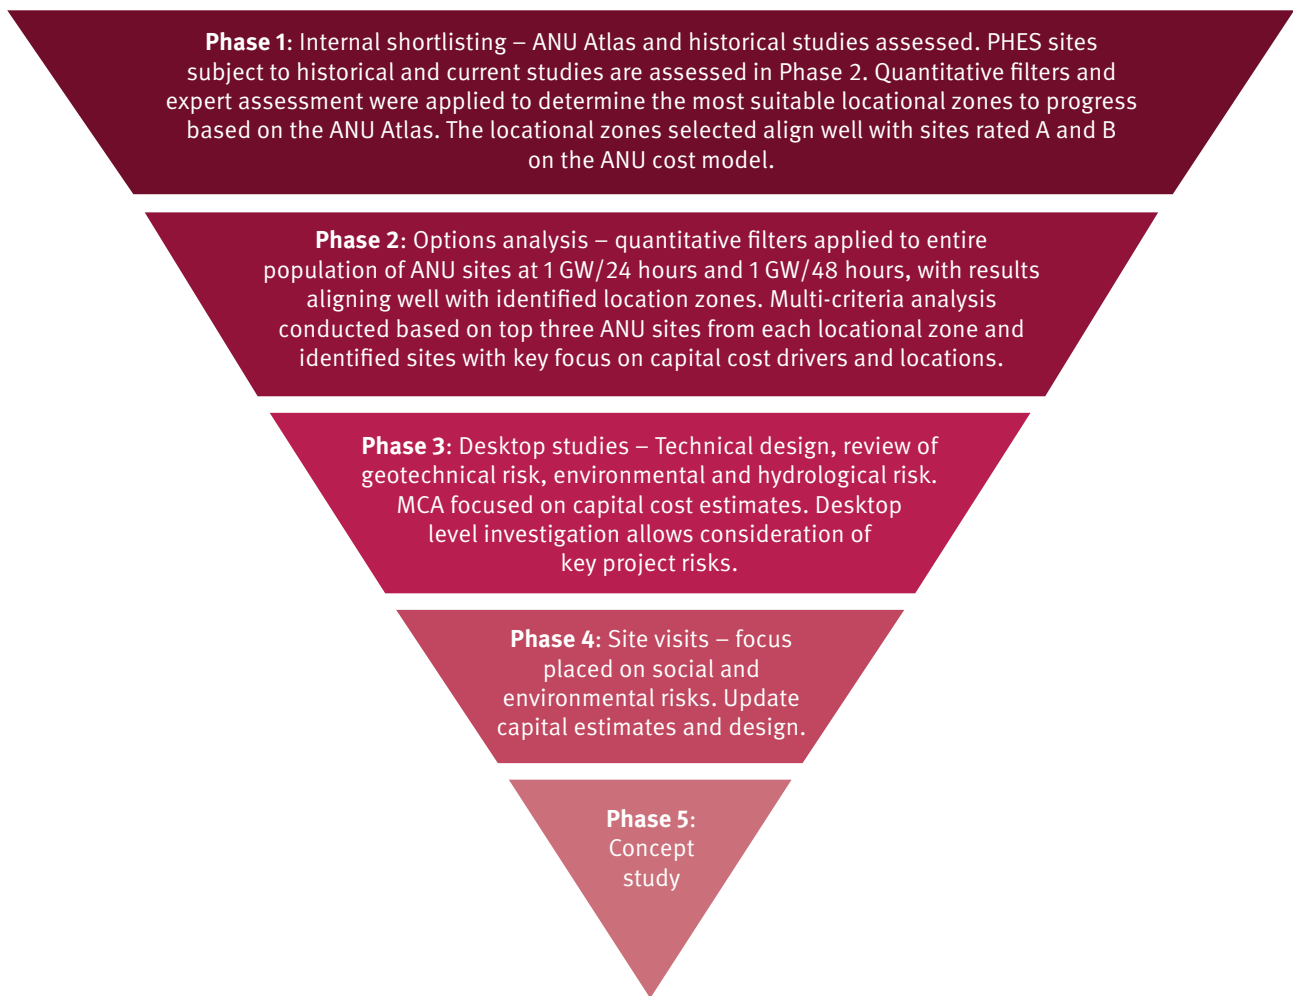 Phase 1: Internal shortlisting – ANU Atlas and historical studies assessed. PHES sites
subject to historical and current studies are assessed in Phase 2. Quantitative filters and
expert assessment were applied to determine the most suitable locational zones to progress
based on the ANU Atlas. The locational zones selected align well with sites rated A and B
on the ANU cost model.
Phase 2: Options analysis – quantitative filters applied to entire
population of ANU sites at 1 GW/24 hours and 1 GW/48 hours, with results
aligning well with identified location zones. Multi-criteria analysis
conducted based on top three ANU sites from each locational zone and
identified sites with key focus on capital cost drivers and locations.
Phase 3: Desktop studies – Technical design, review of
geotechnical risk, environmental and hydrological risk.
MCA focused on capital cost estimates. Desktop
level investigation allows consideration of
key project risks.
Phase 4: Site visits – focus
placed on social and
environmental risks. Update
capital estimates and design.
Phase 5:
Concept
study